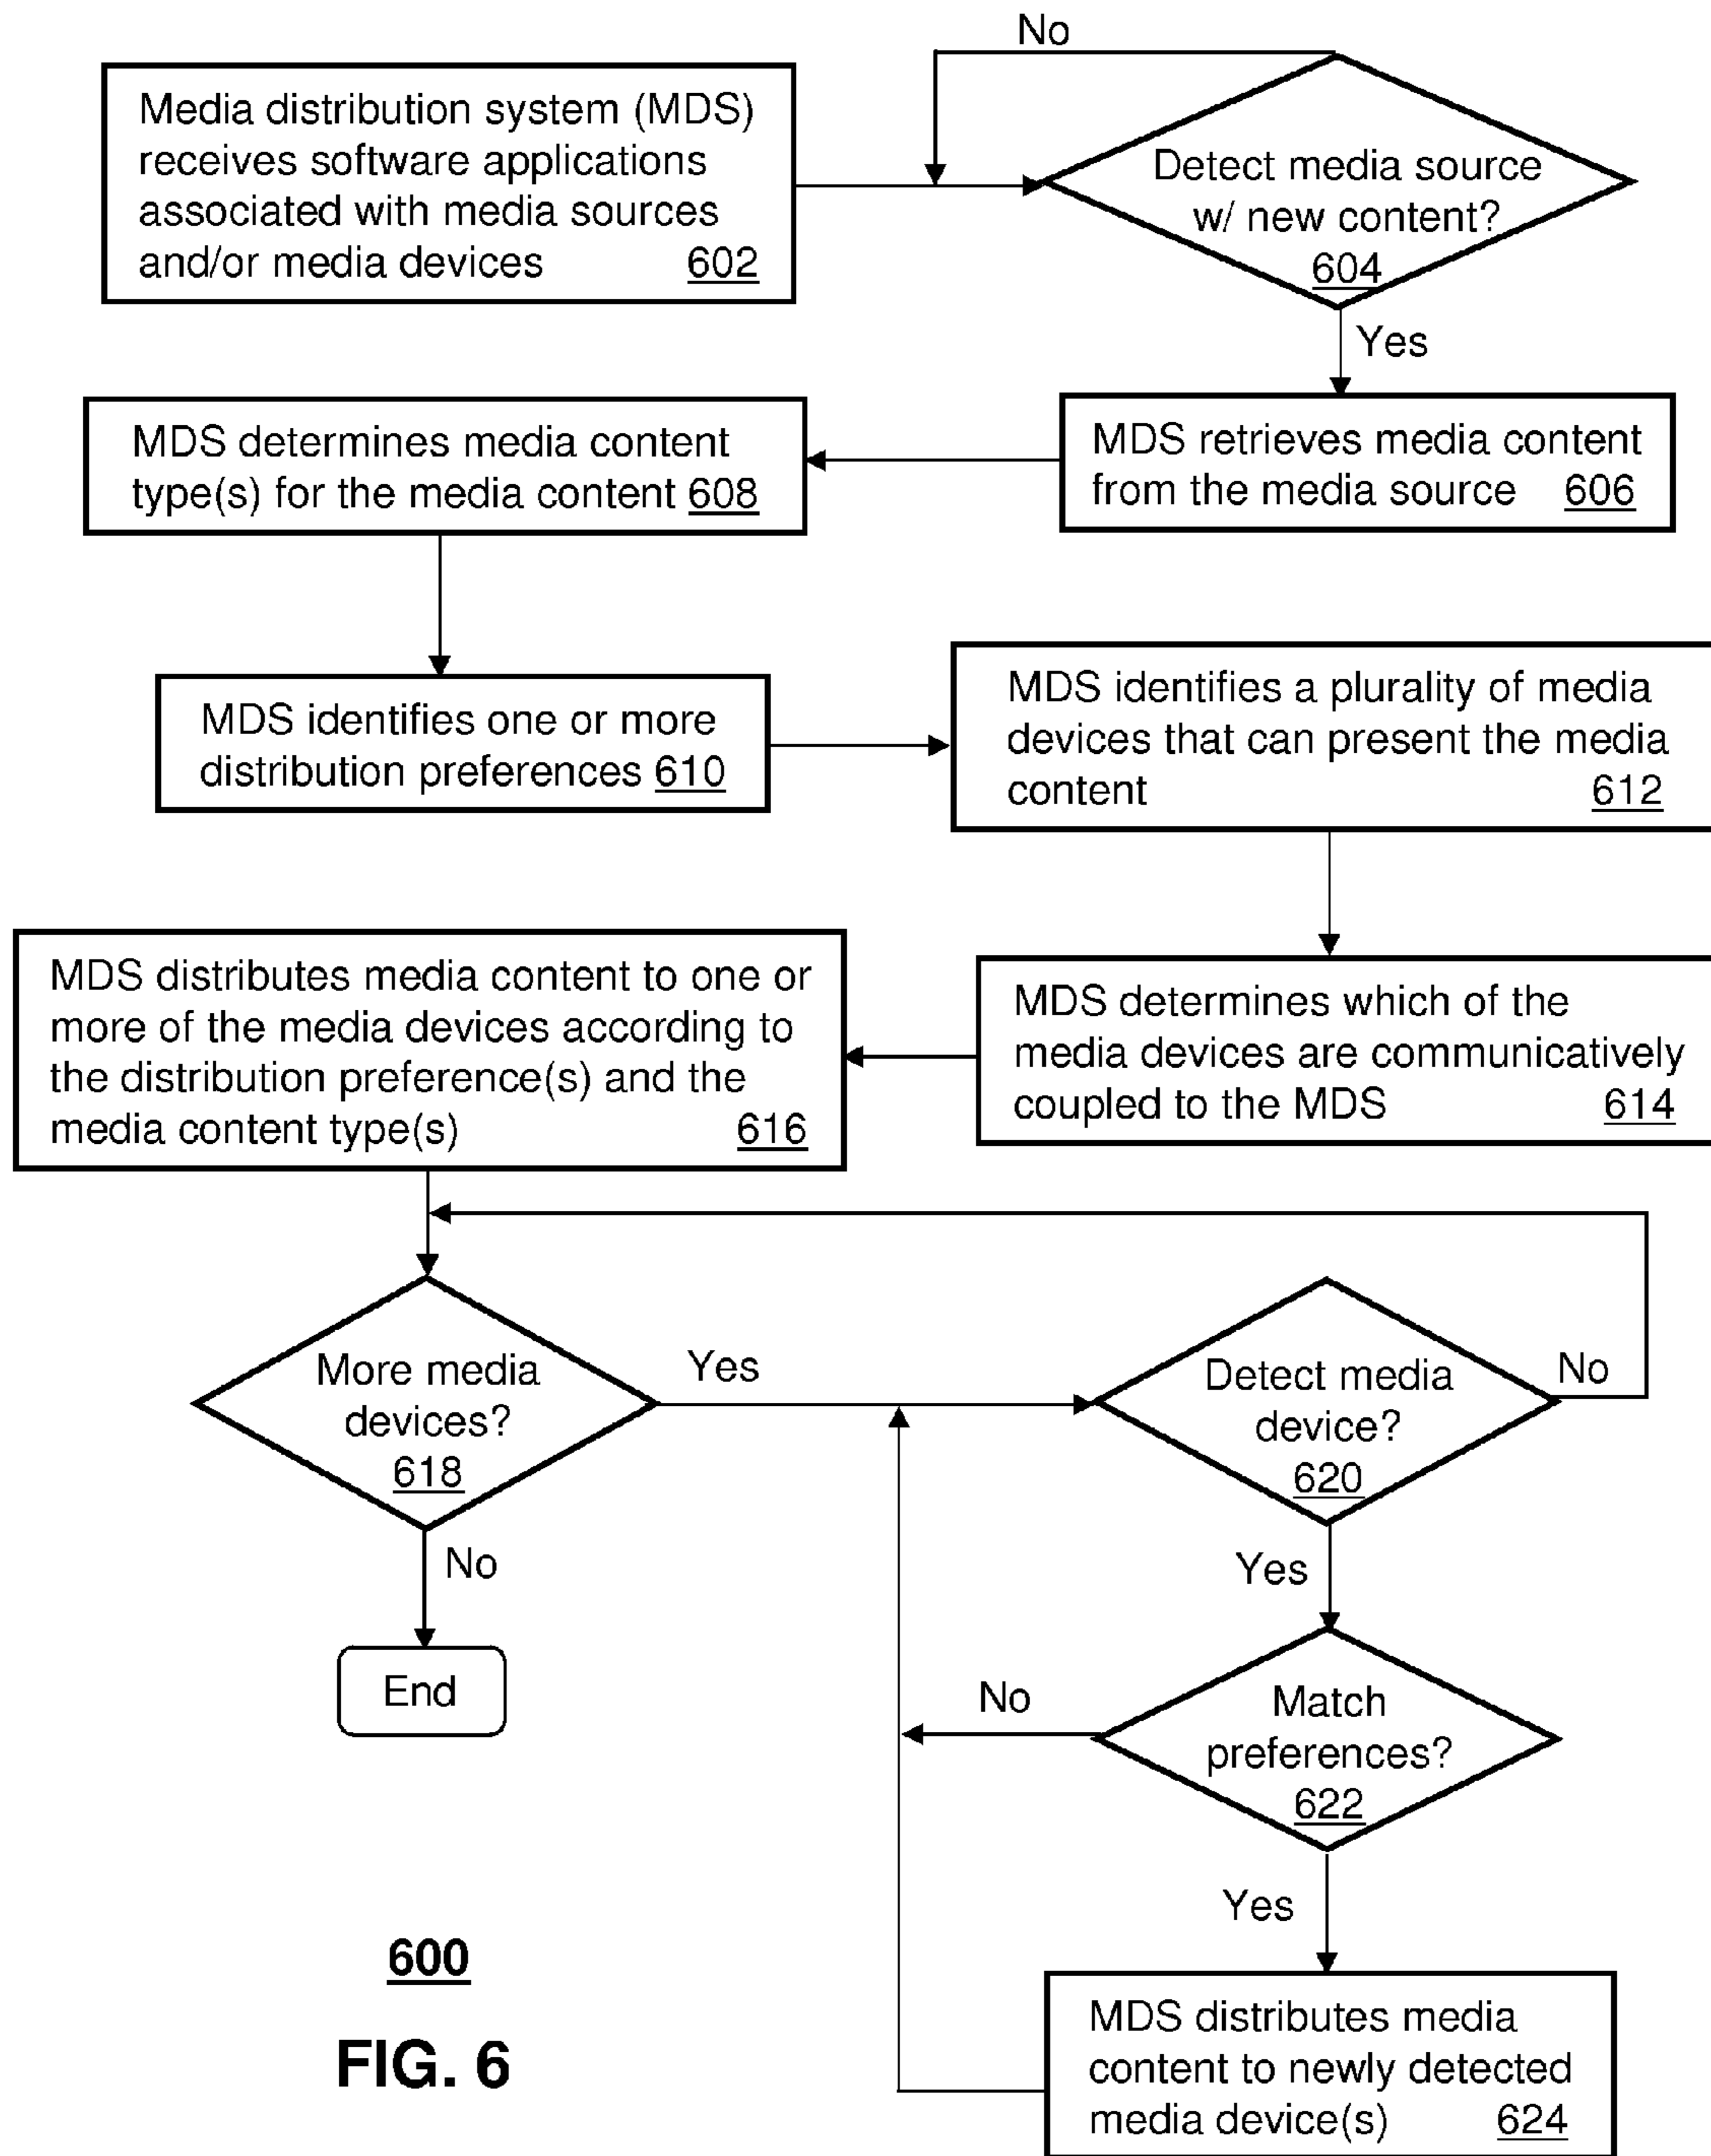 No
Media distribution system (MDS)
receives software applications
associated with media sources
and/or media devices 602
Detect media source
w/ new content?
604
Yes
MDS retrieves media content
from the media source 606
MDS determines media content
type(s) for the media content 608
MDS identifies one or more
distribution preferences 610
MDS identifies a plurality of media
devices that can present the media
content 612
MDS determines which of the
media devices are communicatively
coupled to the MDS 614
MDS distributes media content to one or
more of the media devices according to
the distribution preference(s) and the
media content type(s) 616
More media
devices?
618
Yes
No
End
Detect media
device?
620
No
Yes
Match
preferences?
622
No
Yes
MDS distributes media
content to newly detected
media device(s) 624
600
FIG. 6